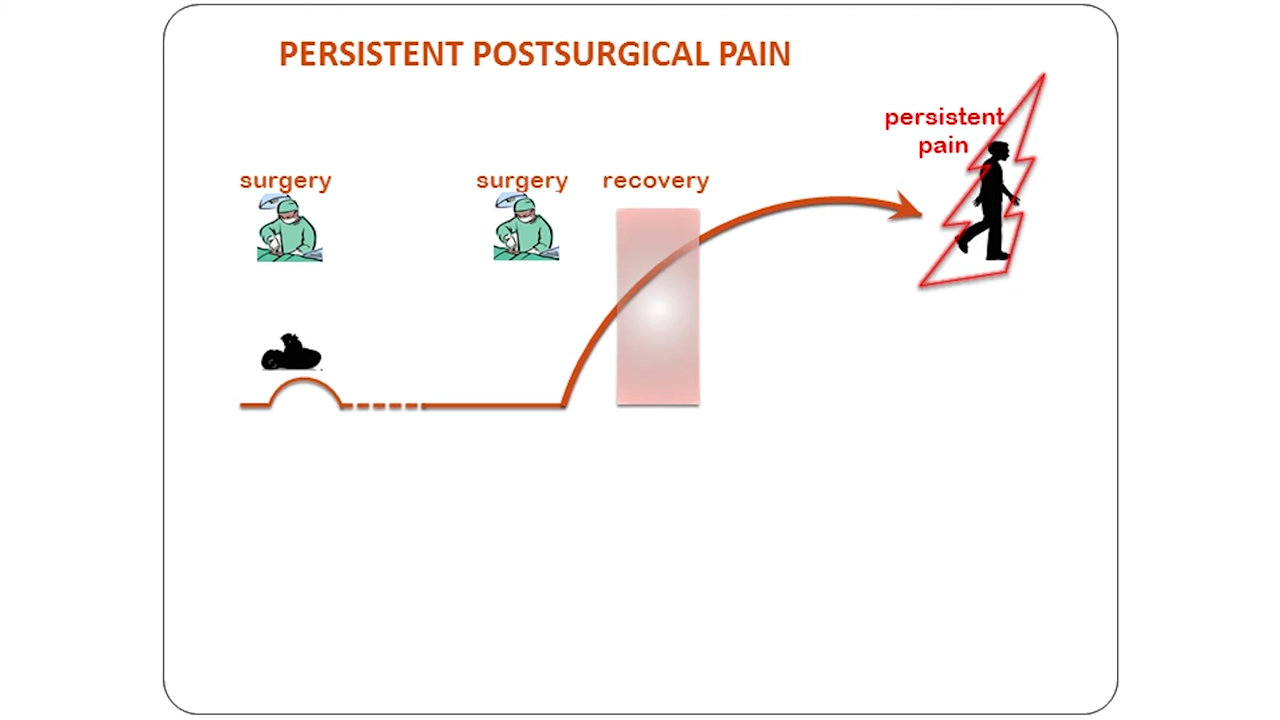 PERSISTENT POSTSURGICAL PAIN
persistent
pain
surgery
surgery
recovery